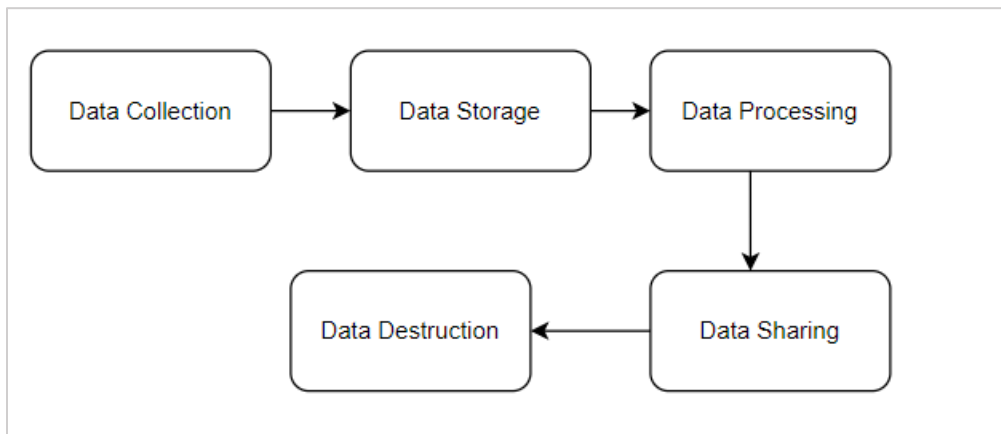 Data Collection
Data Storage
Data Processing
Data Sharing
Data Destruction